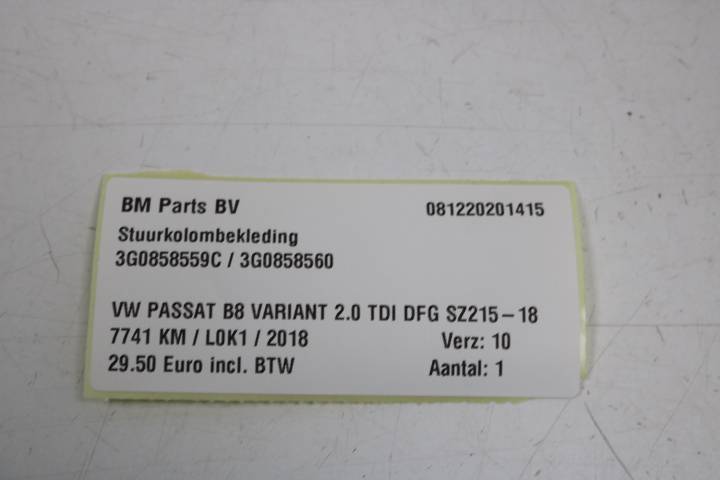 BM Parts BV 081220201415
Stuurkolombekleding
3G0858559C / 3G0858560
VW PASSAT B8 VARIANT 2.0 TDI DFG SZ215-18
7741 KM / L0K1 / 2018 Verz: 10
29.50 Euro incl. BTW Aantal: 1